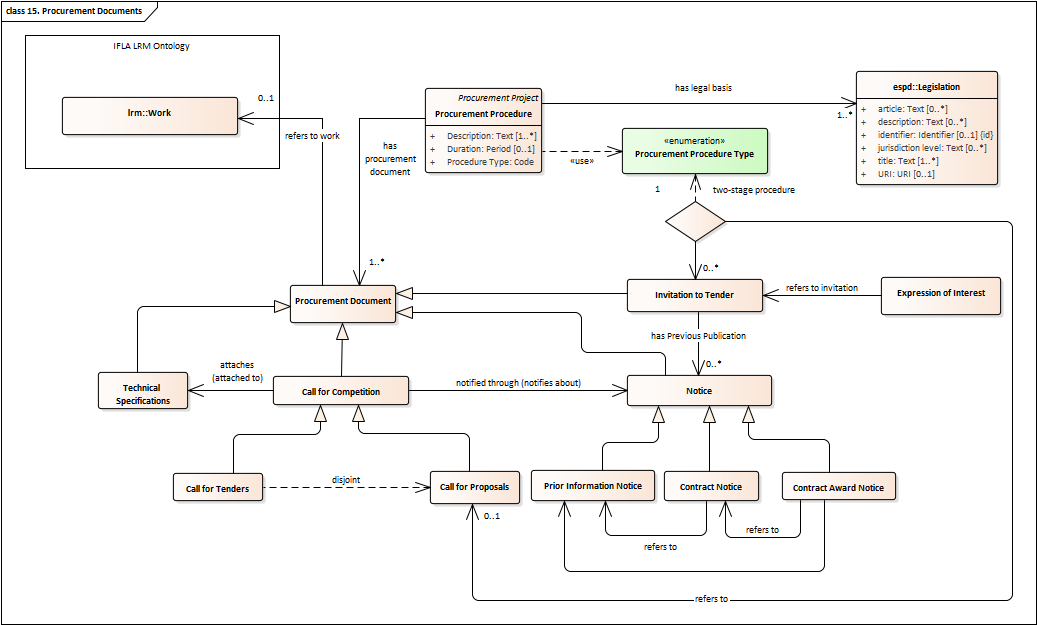 class 15. Procurement Documents
IFLA LRM Ontology
lrm::Work
0..1
refers to work
has
procurement
document
1..*
Procurement Project
Procurement Procedure
+ Description: Text [1..*]
+ Duration: Period [0..1]
+ Procedure Type: Code
has legal basis
1..*
espd::Legislation
+ article: Text [0..*]
+ description: Text [0..*]
+ identifier: Identifier [0..1] {id}
+ jurisdiction level: Text [0..*]
+ title: Text [1..*]
+ URI: URI [0..1]
«use»
«enumeration»
Procurement Procedure Type
1
two-stage procedure
0..*
Procurement Document
Invitation to Tender
refers to invitation
Expression of Interest
has Previous Publication
0..*
Technical
Specifications
attaches
(attached to)
Call for Competition
notified through (notifies about)
Notice
Call for Tenders
disjoint
Call for Proposals
0..1
Prior Information Notice
Contract Notice
Contract Award Notice
refers to
refers to
refers to